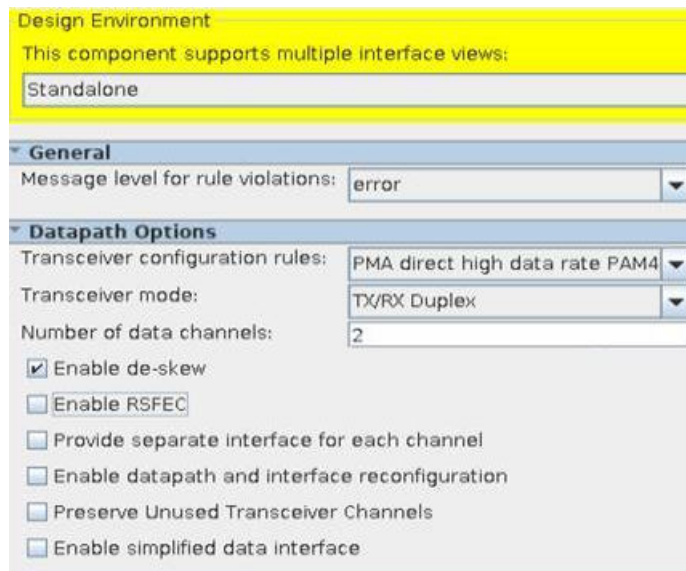 Design Environment
This component supports multiple interface views:
Standalone
General
Message level for rule violations: error
Datapath Options
Transceiver configuration rules: PMA direct high data rate PAM4
Transceiver mode: TX/RX Duplex
Number of data channels: 2
Enable de-skew
Enable RSFEC
Provide separate interface for each channel
Enable datapath and interface reconfiguration
Preserve Unused Transceiver Channels
Enable simplified data interface